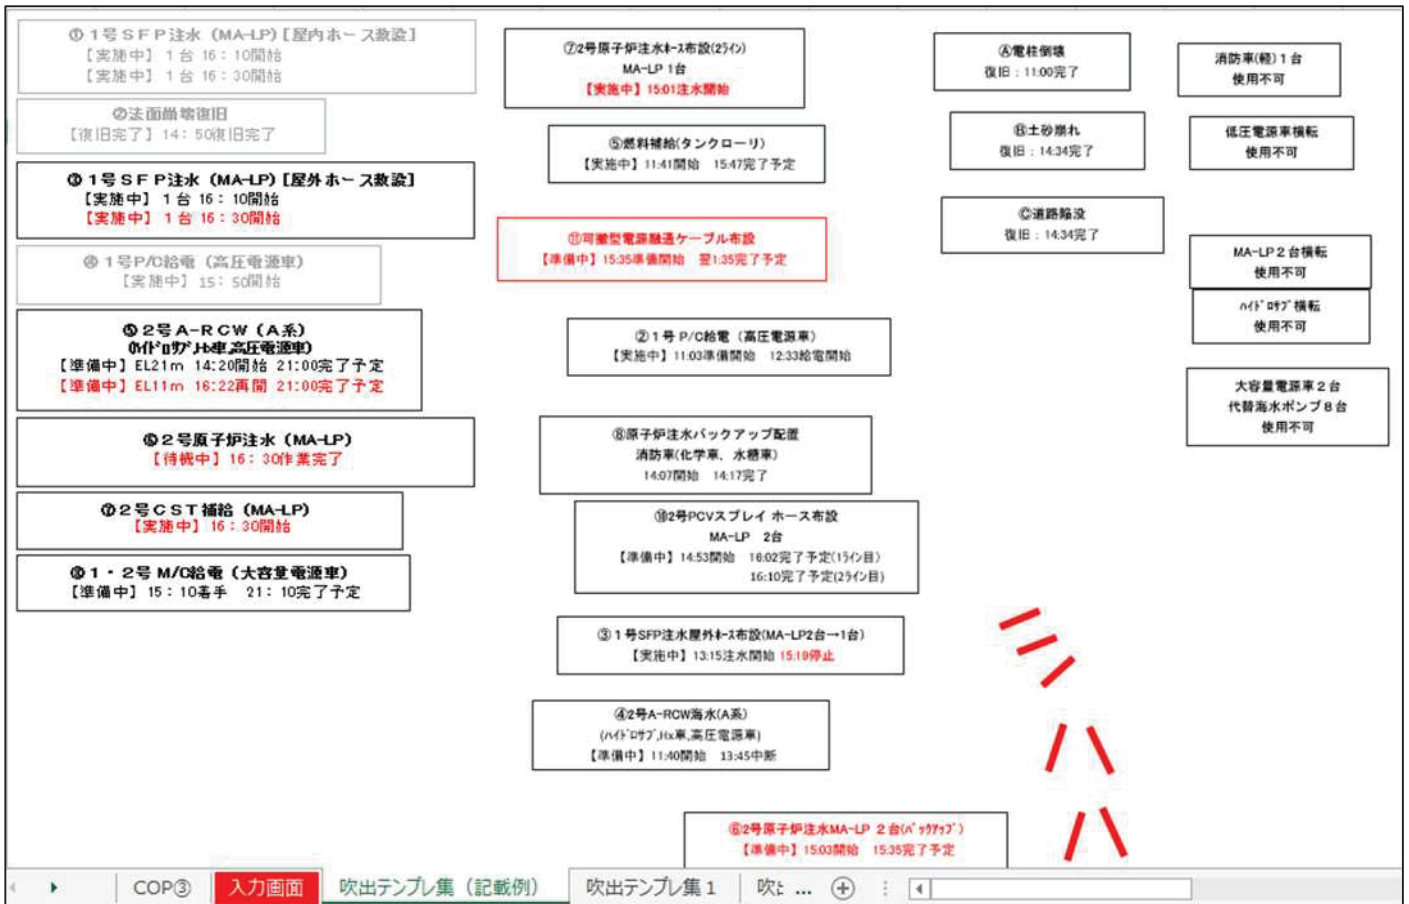 ①1号SFP注水（MA-LP）[屋内ホース敷設]
【実施中】1台 16：10開始
【実施中】1台 16：30開始
②法面崩壊復旧
【復旧完了】14：50復旧完了
③1号SFP注水（MA-LP）[屋外ホース敷設]
【実施中】1台 16：10開始
【実施中】1台 16：30開始
④1号P/C給電（高圧電源車）
【実施中】15：50開始
⑤2号A-RCW（A系）
(ﾊｲﾄﾞﾛｻﾌﾞ,Hx車,高圧電源車)
【準備中】EL21m 14:20開始 21:00完了予定
【準備中】EL11m 16:22再開 21:00完了予定
2号原子炉注水（MA-LP）
【待機中】16：30作業完了
⑦2号CST補給（MA-LP）
【実施中】16：30開始
1・2号M/C給電（大容量電源車）
【準備中】15：10着手 21：10完了予定
⑦2号原子炉注水ﾎｰｽ布設(2ﾗｲﾝ)
MA-LP 1台
【実施中】15:01注水開始
⑤燃料補給(タンクローリ)
【実施中】11:41開始 15:47完了予定
⑪可搬型電源融通ケーブル布設
【準備中】15:35準備開始 翌1:35完了予定
②1号 P/C給電（高圧電源車）
【実施中】11:03準備開始 12:33給電開始
⑧原子炉注水バックアップ配置
消防車(化学車、水槽車)
14:07開始 14:17完了
⑩2号PCVスプレイ ホース布設
MA-LP 2台
【準備中】14:53開始 16:02完了予定(1ﾗｲﾝ目)
16:10完了予定(2ﾗｲﾝ目)
③1号SFP注水屋外ﾎｰｽ布設(MA-LP2台→1台)
【実施中】13:15注水開始 15:19停止
④2号A-RCW海水(A系)
(ﾊｲﾄﾞﾛｻﾌﾞ,Hx車,高圧電源車)
【準備中】11:40開始 13:45中断
⑥2号原子炉注水MA-LP 2台(ﾊﾞｯｸｱｯﾌﾟ)
【準備中】15:03開始 15:35完了予定
Ⓐ電柱倒壊
復旧：11:00完了
Ⓑ土砂崩れ
復旧：14:34完了
Ⓒ道路陥没
復旧：14:34完了
消防車(軽)1台
使用不可
低圧電源車横転
使用不可
MA-LP2台横転
使用不可
ﾊｲﾄﾞﾛｻﾌﾞ横転
使用不可
大容量電源車2台
代替海水ポンプ8台
使用不可
COP③ 入力画面 吹出テンプレ集（記載例） 吹出テンプレ集1 ...